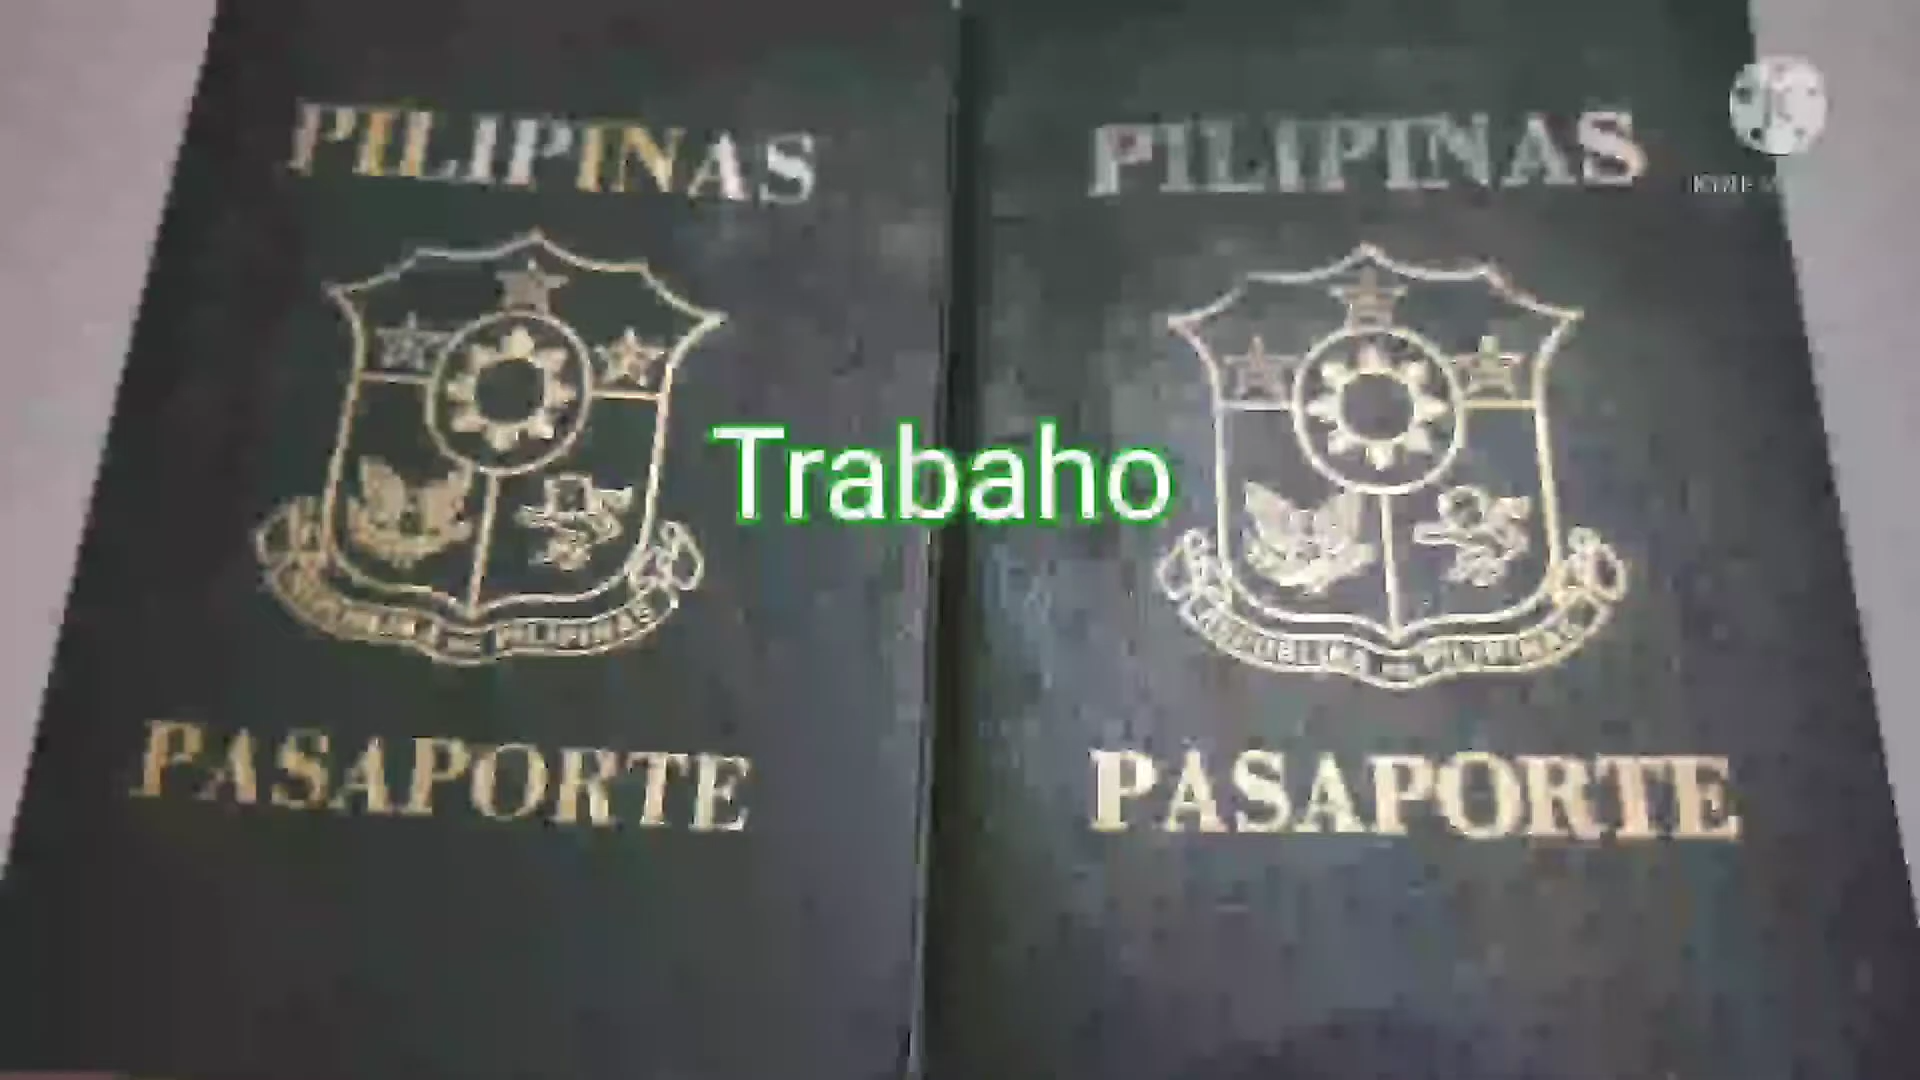 PILIPINAS
PILIPINAS
Trabaho
REPUBLIKA NG PILIPINAS
REPUBLIKA NG PILIPINAS
PASAPORTE
PASAPORTE